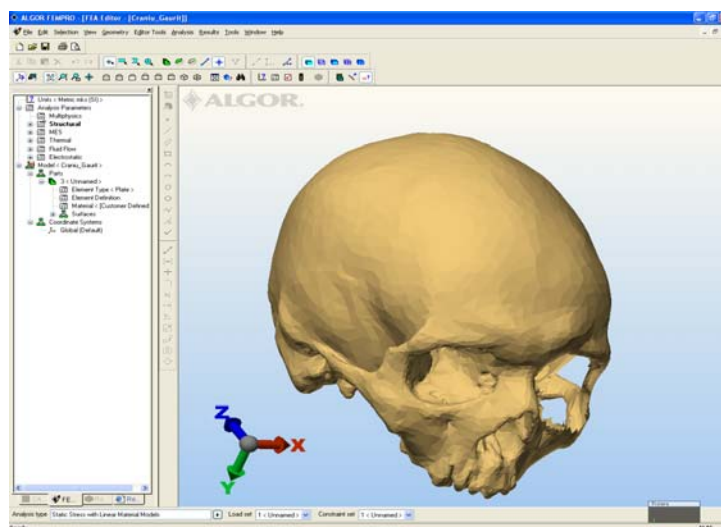 ALGOR FEMPRO - [FEA Editor - [Craniu_Gaurit]]
File Edit Selection View Geometry Editor Tools Analysis Results Tools Window Help
ALGOR.
Units < Metric mks (SI) >
Analysis Parameters
Multiphysics
Structural
MES
Thermal
Fluid Flow
Electrostatic
Model < Craniu_Gaurit >
Parts
3 < Unnamed >
Element Type < Plate >
Element Definition
Material < [Customer Defined
Surfaces
Coordinate Systems
Global (Default)
Z
X
Y
FE...
Re...
Analysis type Static Stress with Linear Material Models Load set 1 < Unnamed > Constraint set 1 < Unnamed >